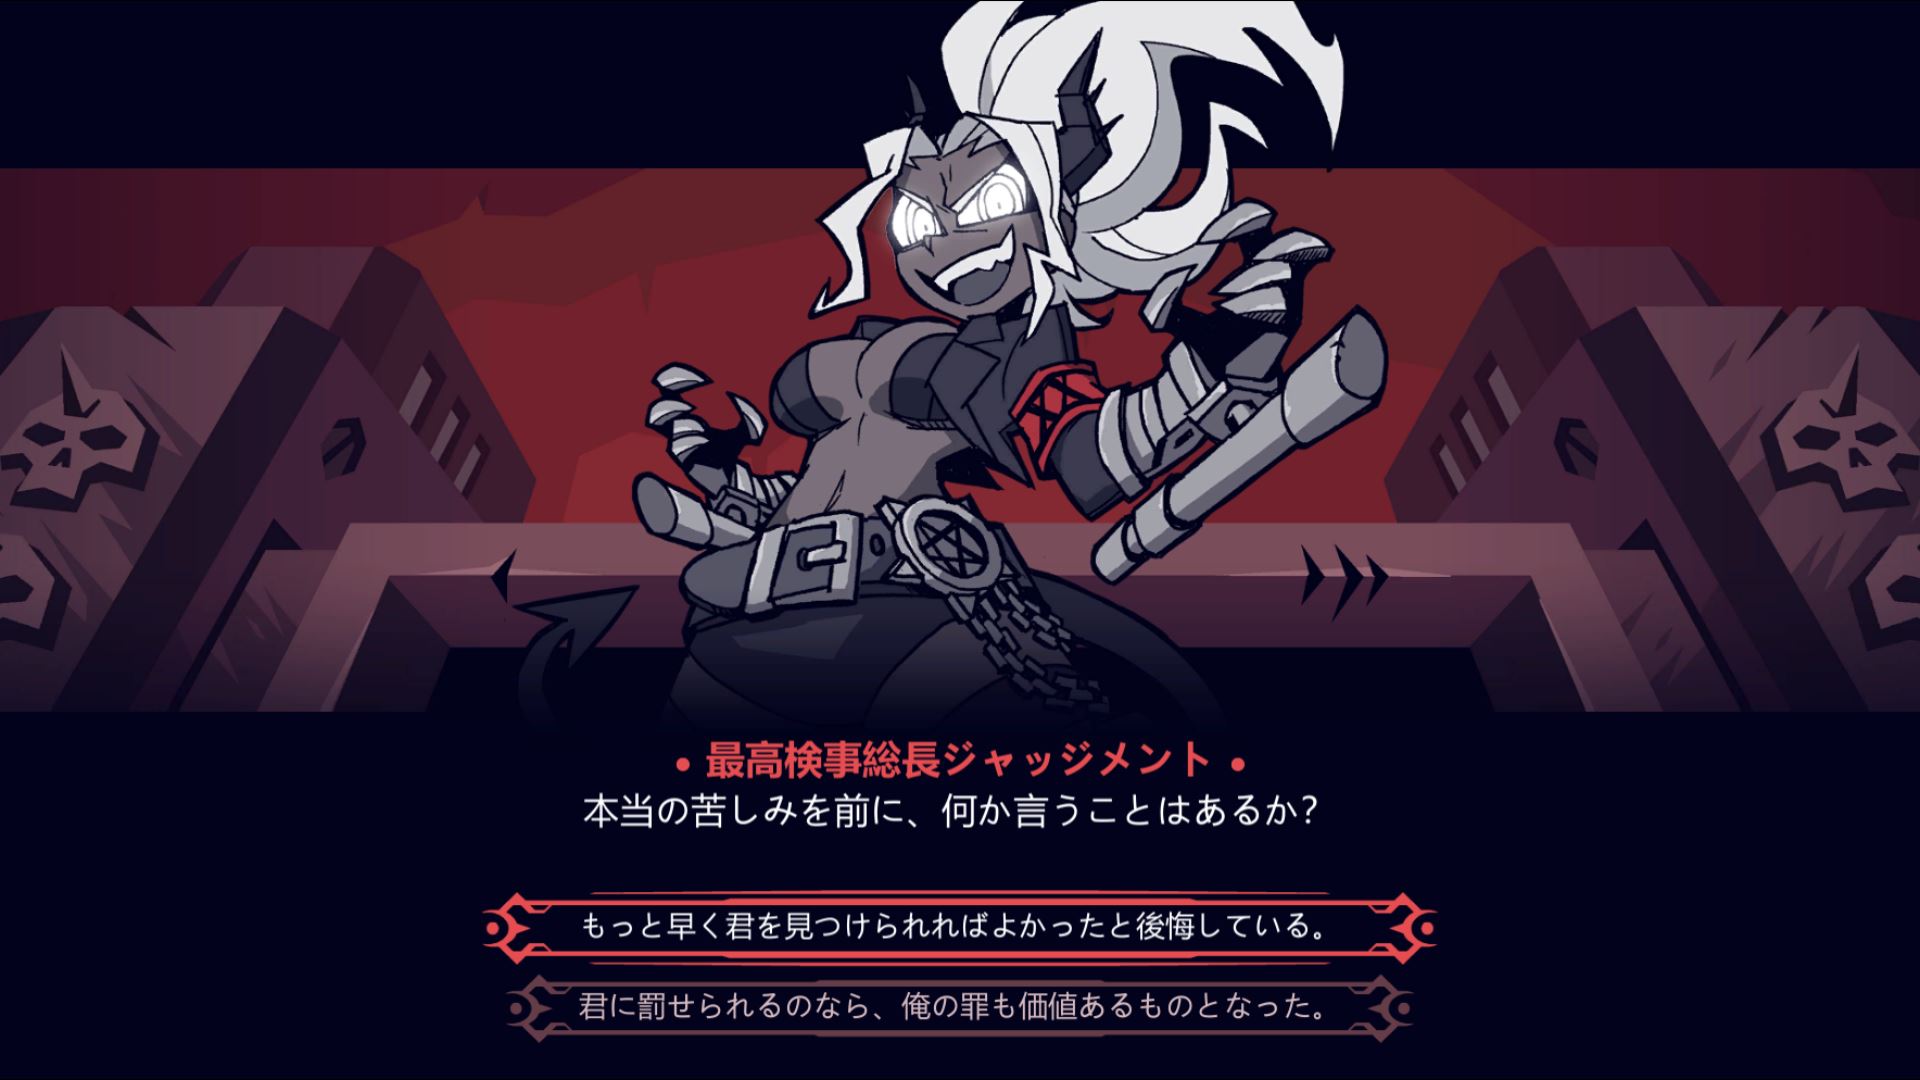 • 最高検事総長ジャッジメント •
本当の苦しみを前に、何か言うことはあるか?
もっと早く君を見つけられればよかったと後悔している。
君に罰せられるのなら、俺の罪も価値あるものとなった。